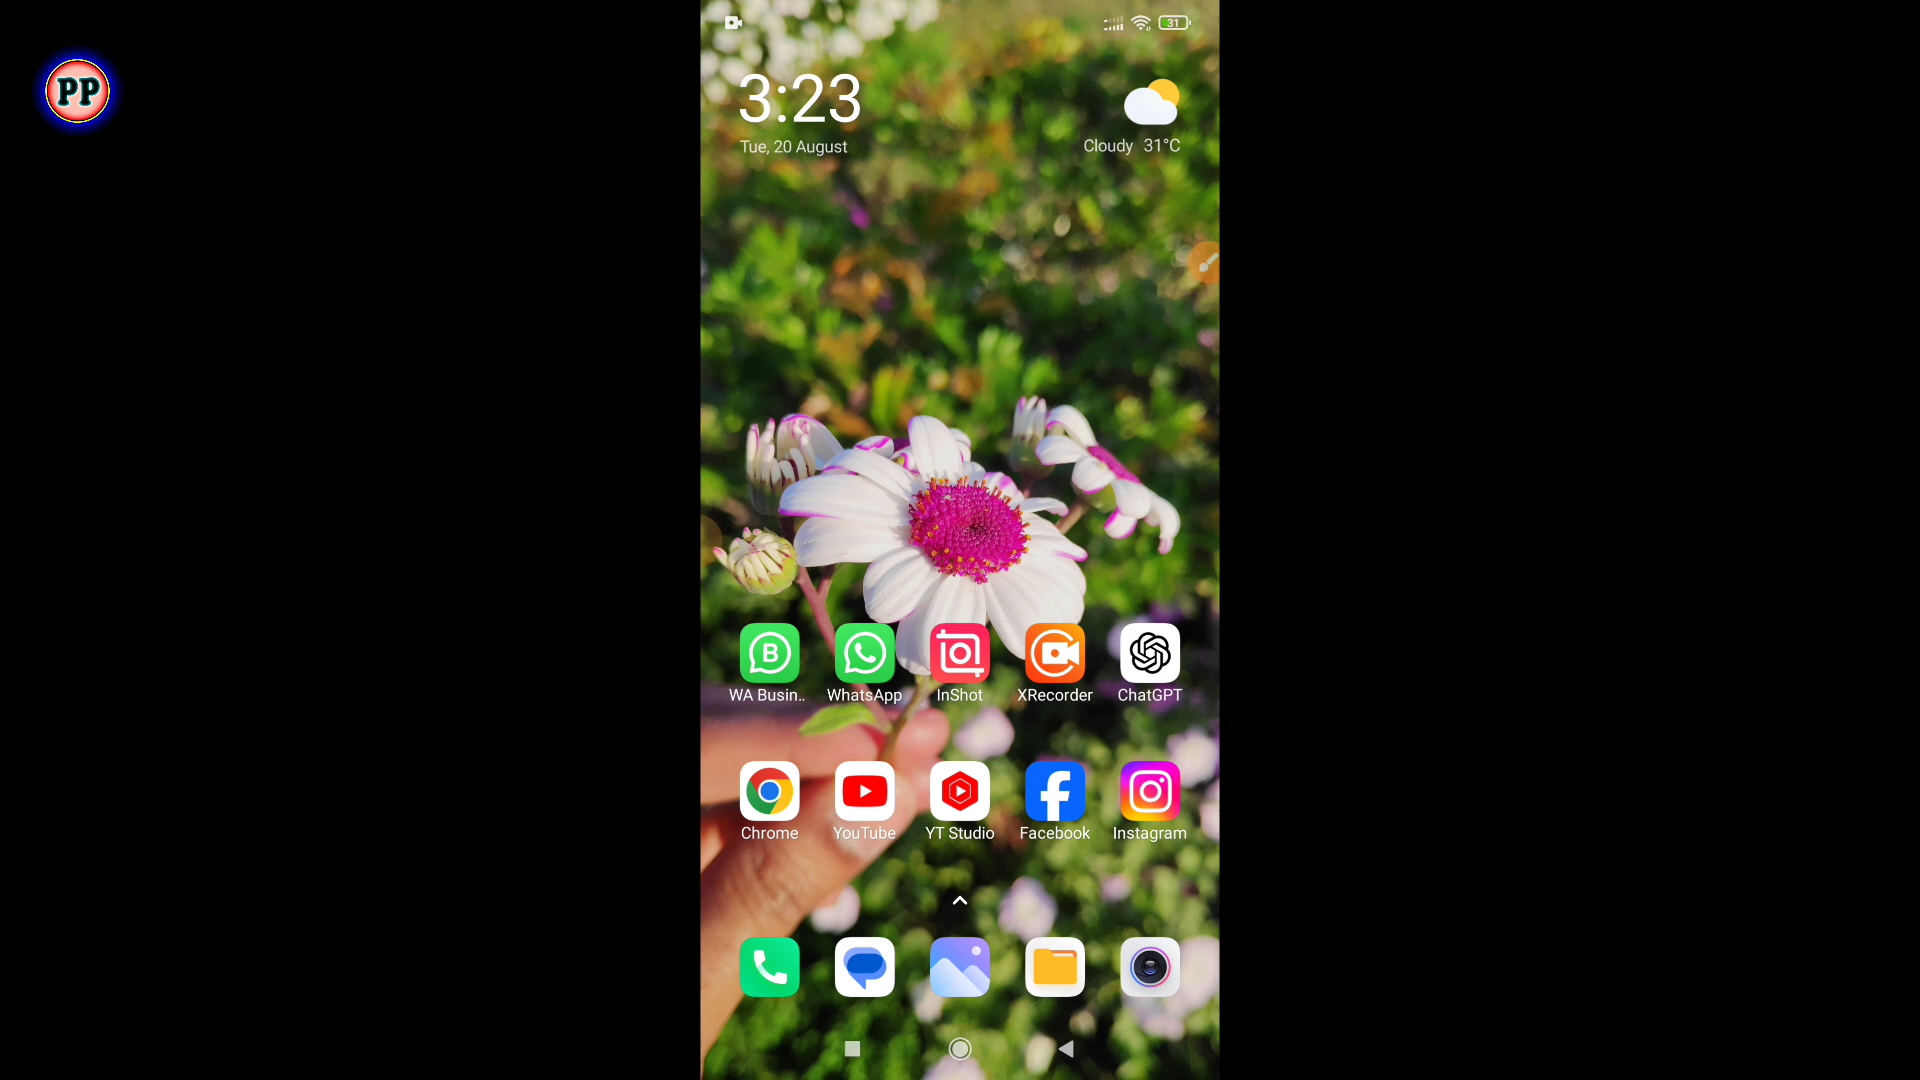 PP
31
3:23
Tue, 20 August
Cloudy 31°C
B
WA Busin..
WhatsApp
InShot
XRecorder
ChatGPT
Chrome
YouTube
YT Studio
Facebook
Instagram